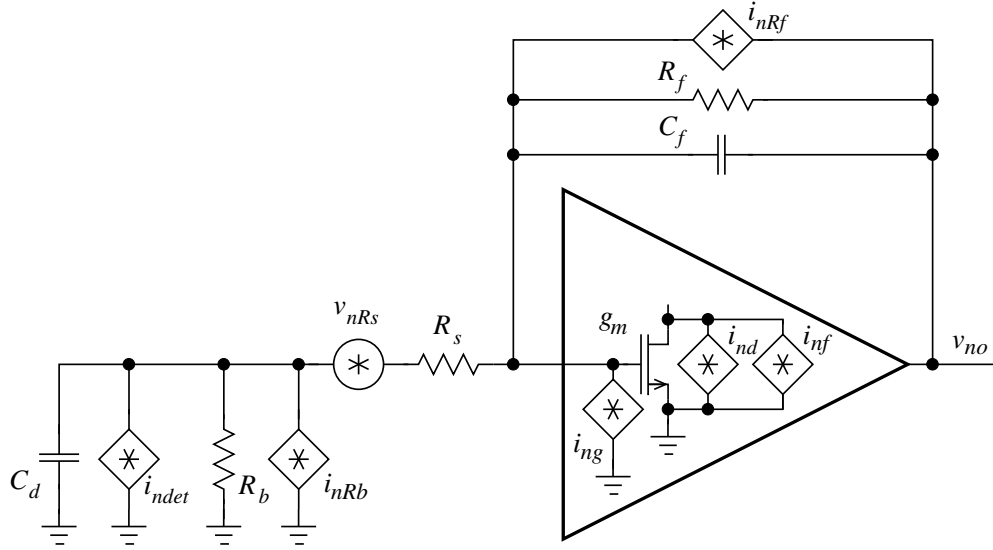 i_nRf
R_f
C_f
v_nRs
R_s
g_m
i_nd
i_nf
v_no
i_ng
C_d
i_ndet
R_b
i_nRb